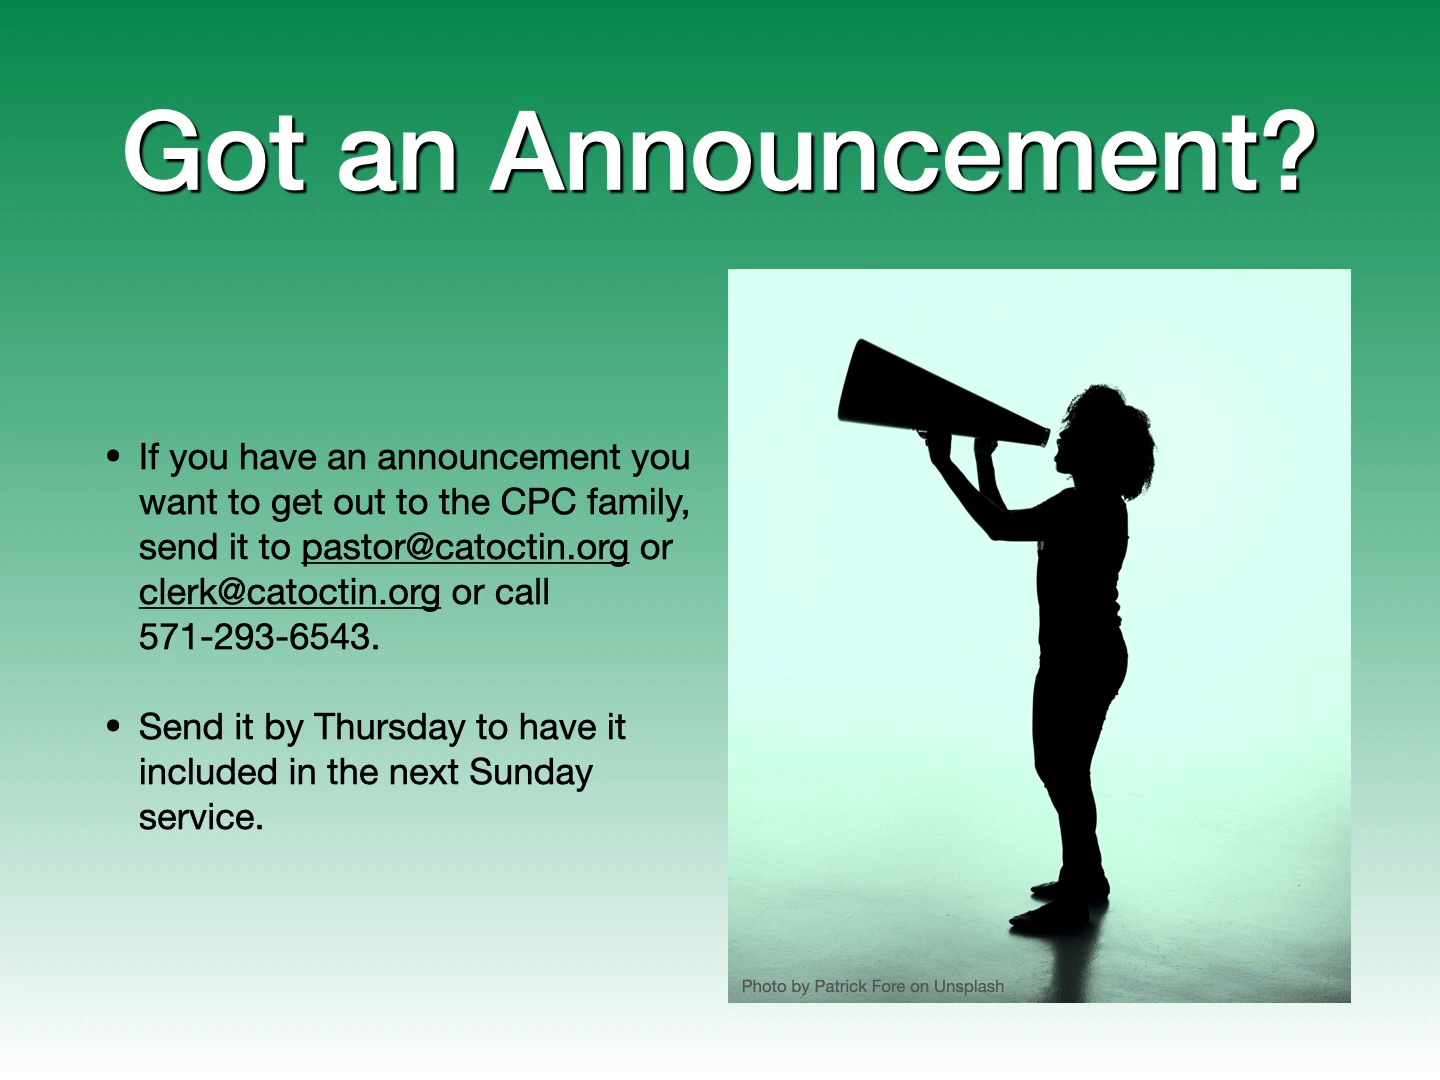 Got an Announcement?
• If you have an announcement you
want to get out to the CPC family,
send it to pastor@catoctin.org or
clerk@catoctin.org or call
571-293-6543.
• Send it by Thursday to have it
included in the next Sunday
service.
Photo by Patrick Fore on Unsplash